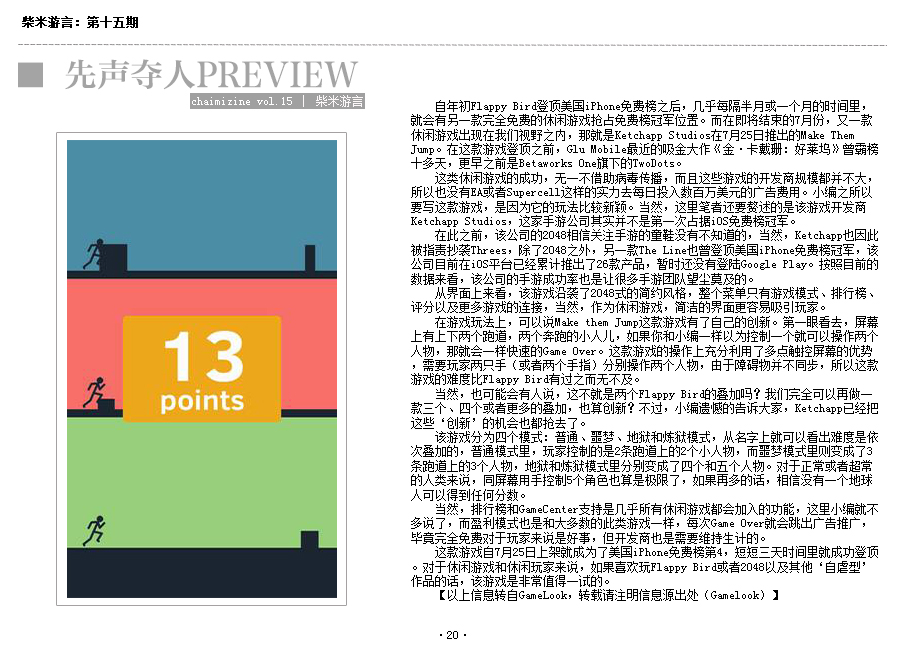 柴米游言：第十五期
先声夺人PREVIEW
chaimizine vol.15 | 柴米游言
13
points
自年初Flappy Bird登顶美国iPhone免费榜之后，几乎每隔半月或一个月的时间里，
就会有另一款完全免费的休闲游戏抢占免费榜冠军位置。而在即将结束的7月份，又一款
休闲游戏出现在我们视野之内，那就是Ketchapp Studios在7月25日推出的Make Them
Jump。在这款游戏登顶之前，Glu Mobile最近的吸金大作《金·卡戴珊：好莱坞》曾霸榜
十多天，更早之前是Betaworks One旗下的TwoDots。
这类休闲游戏的成功，无一不借助病毒传播，而且这些游戏的开发商规模都并不大，
所以也没有EA或者Supercell这样的实力去每日投入数百万美元的广告费用。小编之所以
要写这款游戏，是因为它的玩法比较新颖。当然，这里笔者还要赘述的是该游戏开发商
Ketchapp Studios，这家手游公司其实并不是第一次占据iOS免费榜冠军。
在此之前，该公司的2048相信关注手游的童鞋没有不知道的，当然，Ketchapp也因此
被指责抄袭Threes，除了2048之外，另一款The Line也曾登顶美国iPhone免费榜冠军，该
公司目前在iOS平台已经累计推出了26款产品，暂时还没有登陆Google Play。按照目前的
数据来看，该公司的手游成功率也是让很多手游团队望尘莫及的。
从界面上来看，该游戏沿袭了2048式的简约风格，整个菜单只有游戏模式、排行榜、
评分以及更多游戏的连接，当然，作为休闲游戏，简洁的界面更容易吸引玩家。
在游戏玩法上，可以说Make them Jump这款游戏有了自己的创新。第一眼看去，屏幕
上有上下两个跑道，两个奔跑的小人儿，如果你和小编一样以为控制一个就可以操作两个
人物，那就会一样快速的Game Over。这款游戏的操作上充分利用了多点触控屏幕的优势
，需要玩家两只手（或者两个手指）分别操作两个人物，由于障碍物并不同步，所以这款
游戏的难度比Flappy Bird有过之而无不及。
当然，也可能会有人说，这不就是两个Flappy Bird的叠加吗？我们完全可以再做一
款三个、四个或者更多的叠加，也算创新？不过，小编遗憾的告诉大家，Ketchapp已经把
这些‘创新’的机会也都抢去了。
该游戏分为四个模式：普通、噩梦、地狱和炼狱模式，从名字上就可以看出难度是依
次叠加的，普通模式里，玩家控制的是2条跑道上的2个小人物，而噩梦模式里则变成了3
条跑道上的3个人物，地狱和炼狱模式里分别变成了四个和五个人物。对于正常或者超常
的人类来说，同屏幕用手控制5个角色也算是极限了，如果再多的话，相信没有一个地球
人可以得到任何分数。
当然，排行榜和GameCenter支持是几乎所有休闲游戏都会加入的功能，这里小编就不
多说了，而盈利模式也是和大多数的此类游戏一样，每次Game Over就会跳出广告推广，
毕竟完全免费对于玩家来说是好事，但开发商也是需要维持生计的。
这款游戏自7月25日上架就成为了美国iPhone免费榜第4，短短三天时间里就成功登顶
。对于休闲游戏和休闲玩家来说，如果喜欢玩Flappy Bird或者2048以及其他‘自虐型’
作品的话，该游戏是非常值得一试的。
【以上信息转自GameLook，转载请注明信息源出处（Gamelook）】
·20·